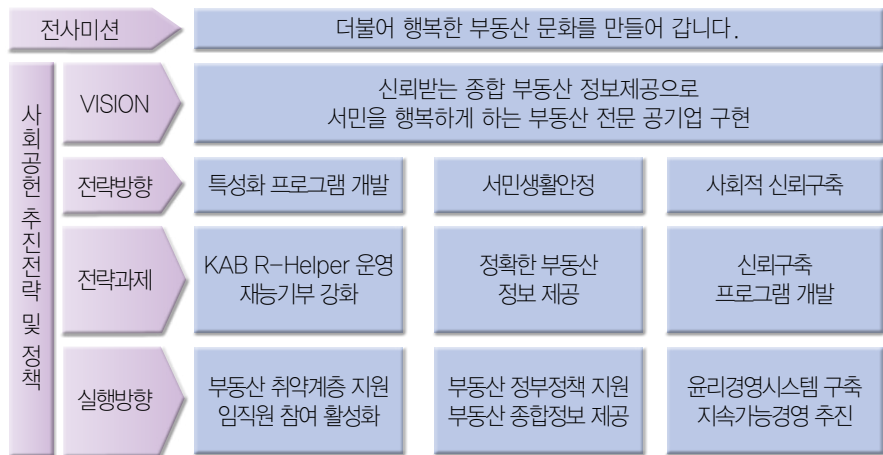 전사미션
더불어 행복한 부동산 문화를 만들어 갑니다.
사회공헌 추진전략 및 정책
VISION
신뢰받는 종합 부동산 정보제공으로
서민을 행복하게 하는 부동산 전문 공기업 구현
전략방향
특성화 프로그램 개발
서민생활안정
사회적 신뢰구축
전략과제
KAB R-Helper 운영
재능기부 강화
정확한 부동산
정보 제공
신뢰구축
프로그램 개발
실행방향
부동산 취약계층 지원
임직원 참여 활성화
부동산 정부정책 지원
부동산 종합정보 제공
윤리경영시스템 구축
지속가능경영 추진